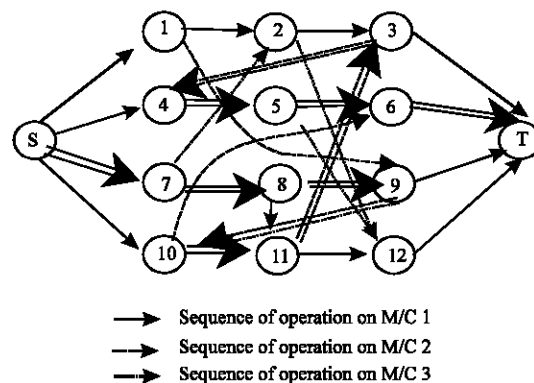 1 2 3
4 5 6
S T
7 8 9
10 11 12
Sequence of operation on M/C 1
Sequence of operation on M/C 2
Sequence of operation on M/C 3